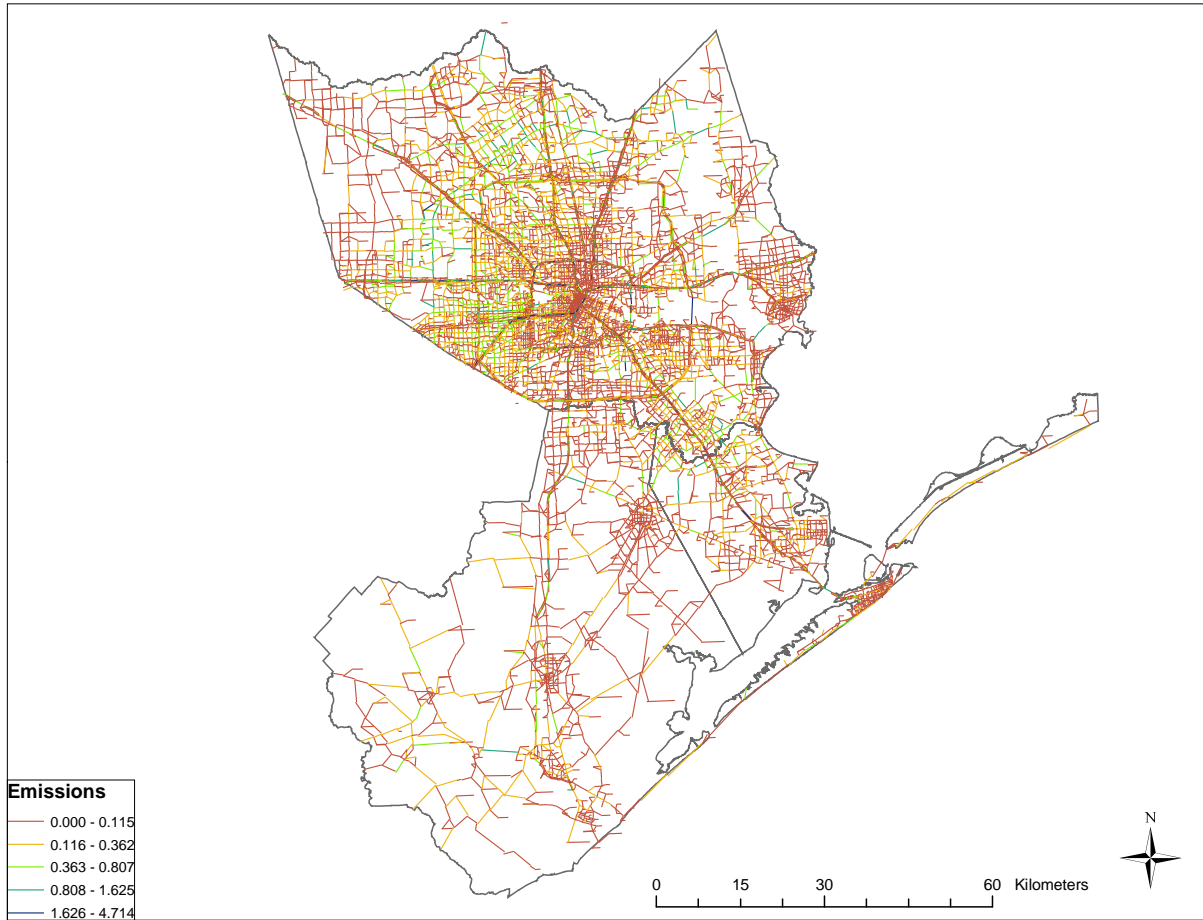 Emissions
0.000 - 0.115
0.116 - 0.362
0.363 - 0.807
0.808 - 1.625
1.626 - 4.714
N
0 15 30 60 Kilometers